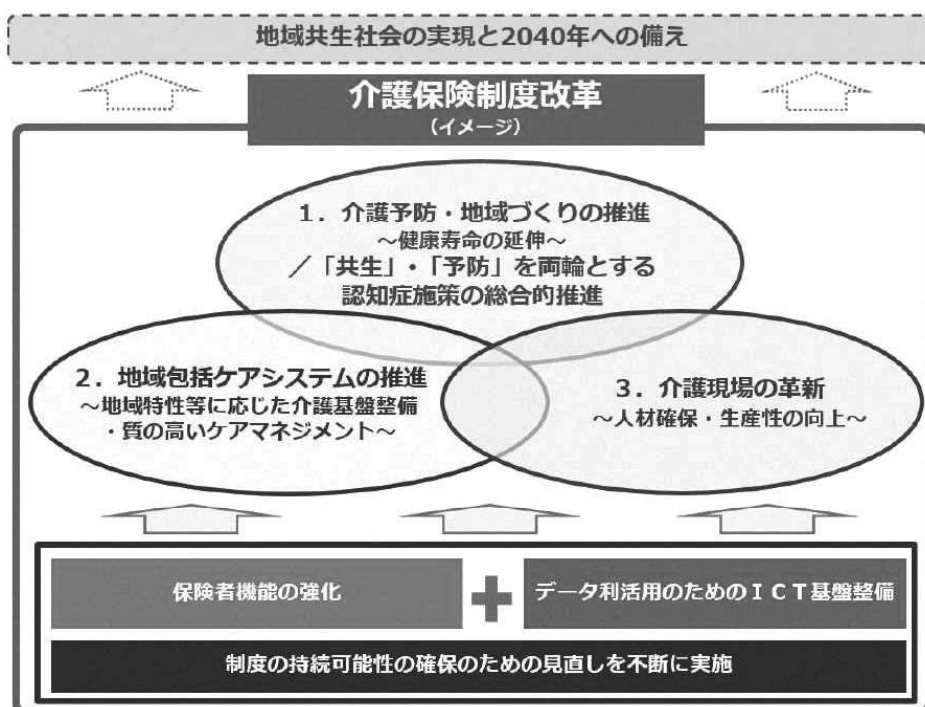 地域共生社会の実現と2040年への備え
介護保険制度改革
（イメージ）
1．介護予防・地域づくりの推進
～健康寿命の延伸～
／「共生」・「予防」を両輪とする
認知症施策の総合的推進
2．地域包括ケアシステムの推進
～地域特性等に応じた介護基盤整備
・質の高いケアマネジメント～
3．介護現場の革新
～人材確保・生産性の向上～
保険者機能の強化
データ利活用のためのＩＣＴ基盤整備
制度の持続可能性の確保のための見直しを不断に実施